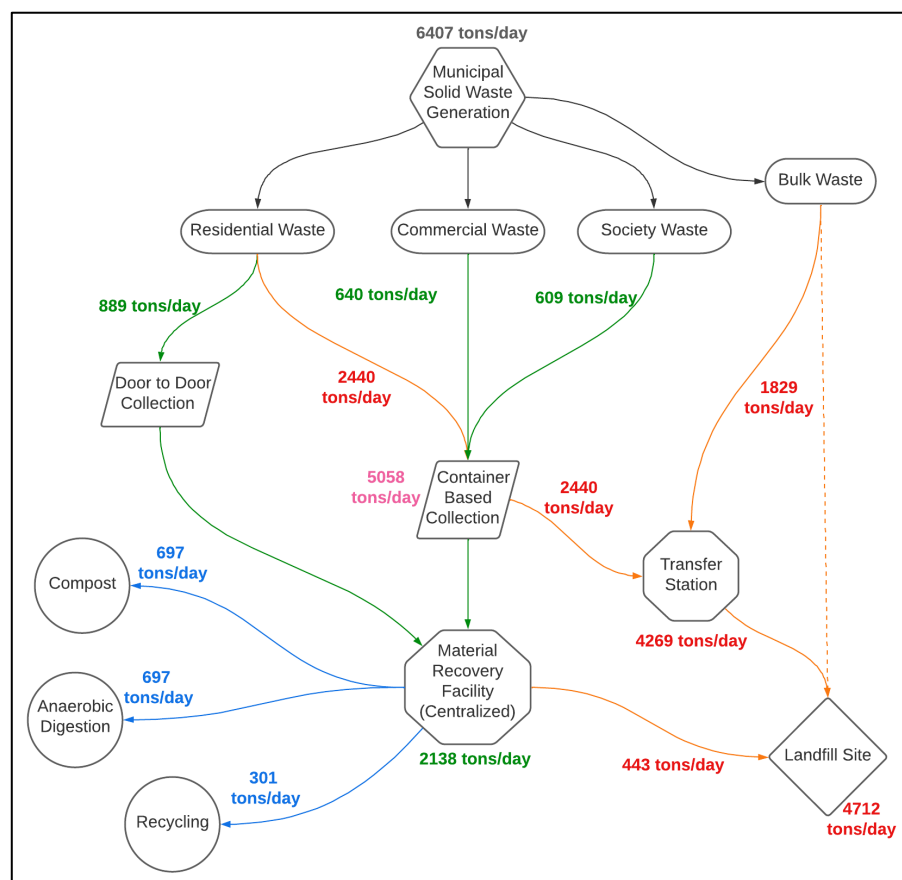 6407 tons/day
Municipal
Solid Waste
Generation
Bulk Waste
Residential Waste
Commercial Waste
Society Waste
889 tons/day
640 tons/day
609 tons/day
Door to Door
Collection
2440
tons/day
1829
tons/day
5058
tons/day
Container
Based
Collection
2440
tons/day
697
tons/day
Compost
Transfer
Station
4269 tons/day
Material
Recovery
Facility
(Centralized)
697
tons/day
Anaerobic
Digestion
2138 tons/day
443 tons/day
Landfill Site
301
tons/day
Recycling
4712
tons/day